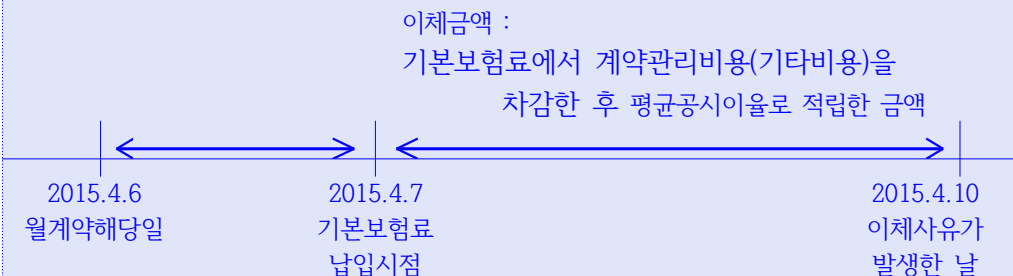 이체금액 :
기본보험료에서 계약관리비용(기타비용)을
차감한 후 평균공시이율로 적립한 금액
2015.4.6 2015.4.7 2015.4.10
월계약해당일 기본보험료 이체사유가
납입시점 발생한 날